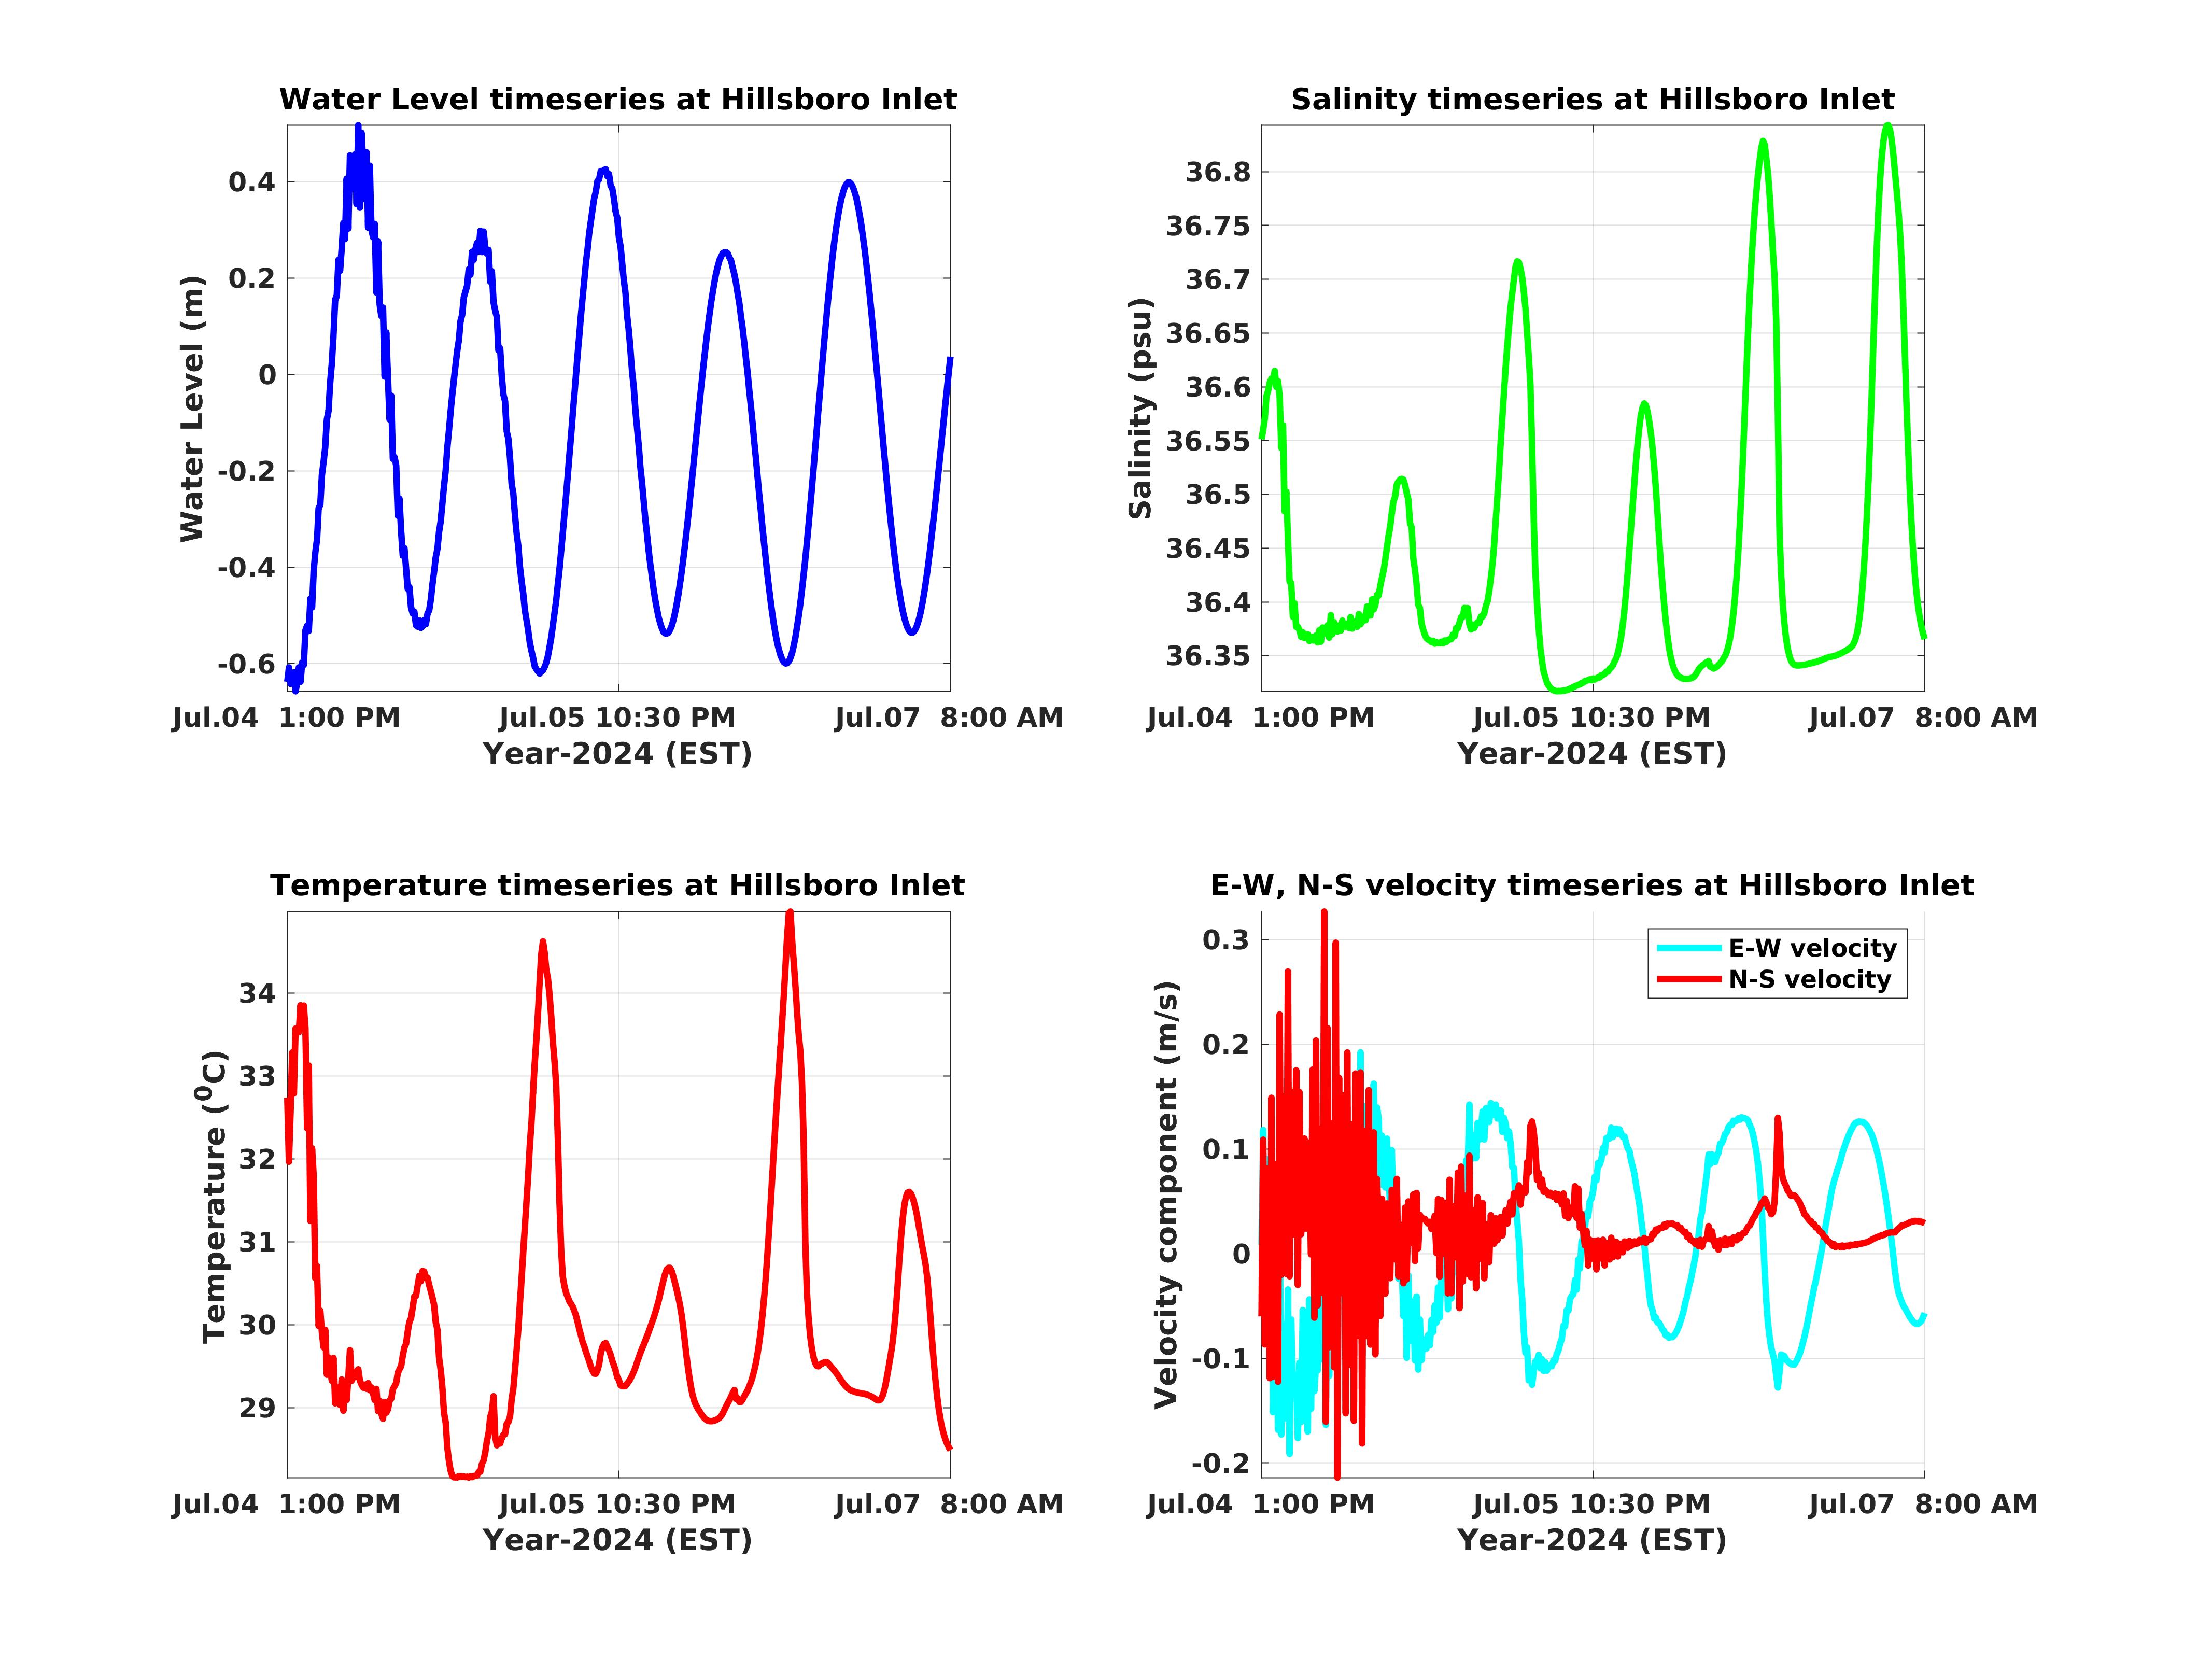 Water Level timeseries at Hillsboro Inlet
Water Level (m)
0.4
0.2
0
-0.2
-0.4
-0.6
Jul.04 1:00 PM
Jul.05 10:30 PM
Jul.07 8:00 AM
Year-2024 (EST)
Salinity timeseries at Hillsboro Inlet
Salinity (psu)
36.8
36.75
36.7
36.65
36.6
36.55
36.5
36.45
36.4
36.35
Jul.04 1:00 PM
Jul.05 10:30 PM
Jul.07 8:00 AM
Year-2024 (EST)
Temperature timeseries at Hillsboro Inlet
Temperature (⁰C)
34
33
32
31
30
29
Jul.04 1:00 PM
Jul.05 10:30 PM
Jul.07 8:00 AM
Year-2024 (EST)
E-W, N-S velocity timeseries at Hillsboro Inlet
Velocity component (m/s)
0.3
0.2
0.1
0
-0.1
-0.2
E-W velocity
N-S velocity
Jul.04 1:00 PM
Jul.05 10:30 PM
Jul.07 8:00 AM
Year-2024 (EST)